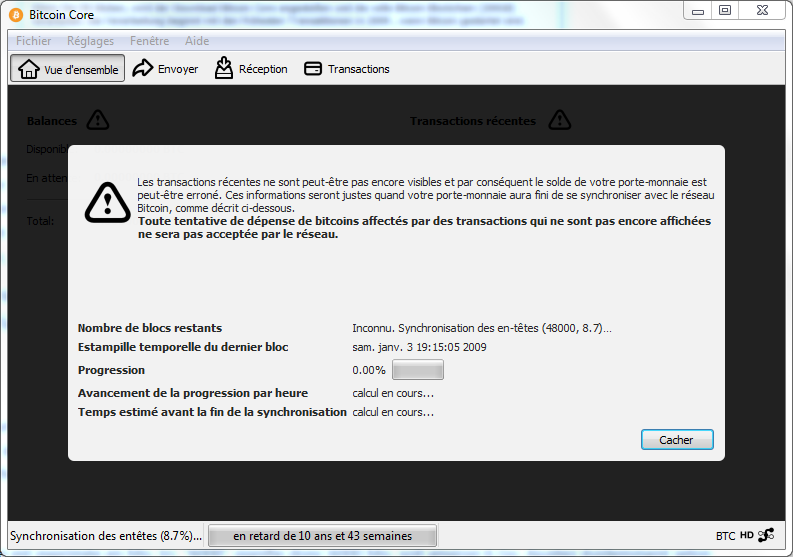 Bitcoin Core
Fichier Réglages Fenêtre Aide
Vue d'ensemble Envoyer Réception Transactions
Balances Transactions récentes
Disponibl
En atten
Total:
Les transactions récentes ne sont peut-être pas encore visibles et par conséquent le solde de votre porte-monnaie est
peut-être erroné. Ces informations seront justes quand votre porte-monnaie aura fini de se synchroniser avec le réseau
Bitcoin, comme décrit ci-dessous.
Toute tentative de dépense de bitcoins affectés par des transactions qui ne sont pas encore affichées
ne sera pas acceptée par le réseau.
Nombre de blocs restants Inconnu. Synchronisation des en-têtes (48000, 8.7)...
Estampille temporelle du dernier bloc sam. janv. 3 19:15:05 2009
Progression 0.00%
Avancement de la progression par heure calcul en cours...
Temps estimé avant la fin de la synchronisation calcul en cours...
Cacher
Synchronisation des entêtes (8.7%)... en retard de 10 ans et 43 semaines BTC HD